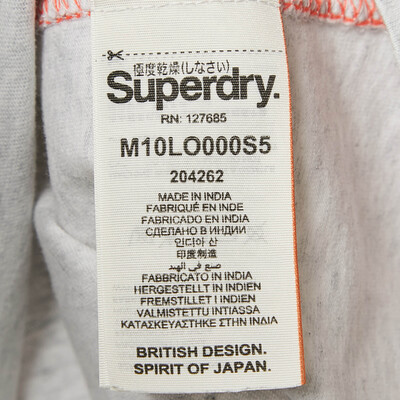 極度乾燥(しなさい)
Superdry.
RN: 127685
M10LO000S5
204262
MADE IN INDIA
FABRIQUÉ EN INDE
FABRICADO EN INDIA
СДЕЛАНО В ИНДИИ
인디아 산
印度制造
صنع في الهند
FABBRICATO IN INDIA
HERGESTELLT IN INDIEN
FREMSTILLET I INDIEN
VALMISTETTU INTIASSA
ΚΑΤΑΣΚΕΥΑΣΤΗΚΕ ΣΤΗΝ ΙΝΔΙΑ
BRITISH DESIGN.
SPIRIT OF JAPAN.